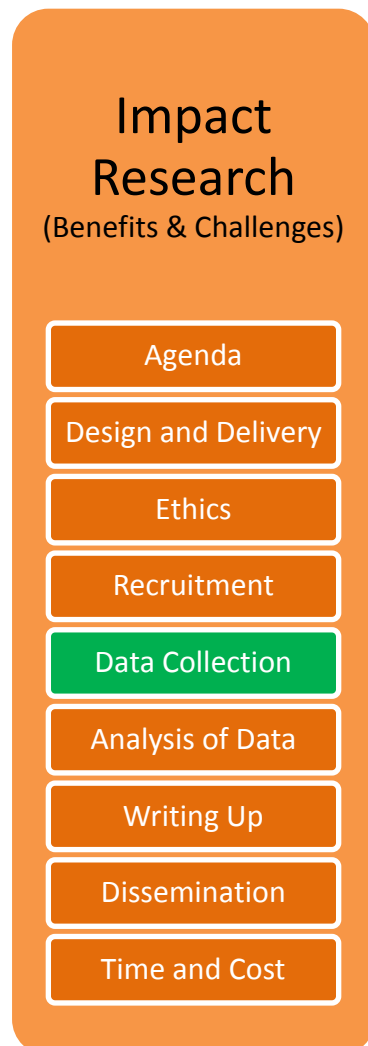 Impact
Research
(Benefits & Challenges)
Agenda
Design and Delivery
Ethics
Recruitment
Data Collection
Analysis of Data
Writing Up
Dissemination
Time and Cost